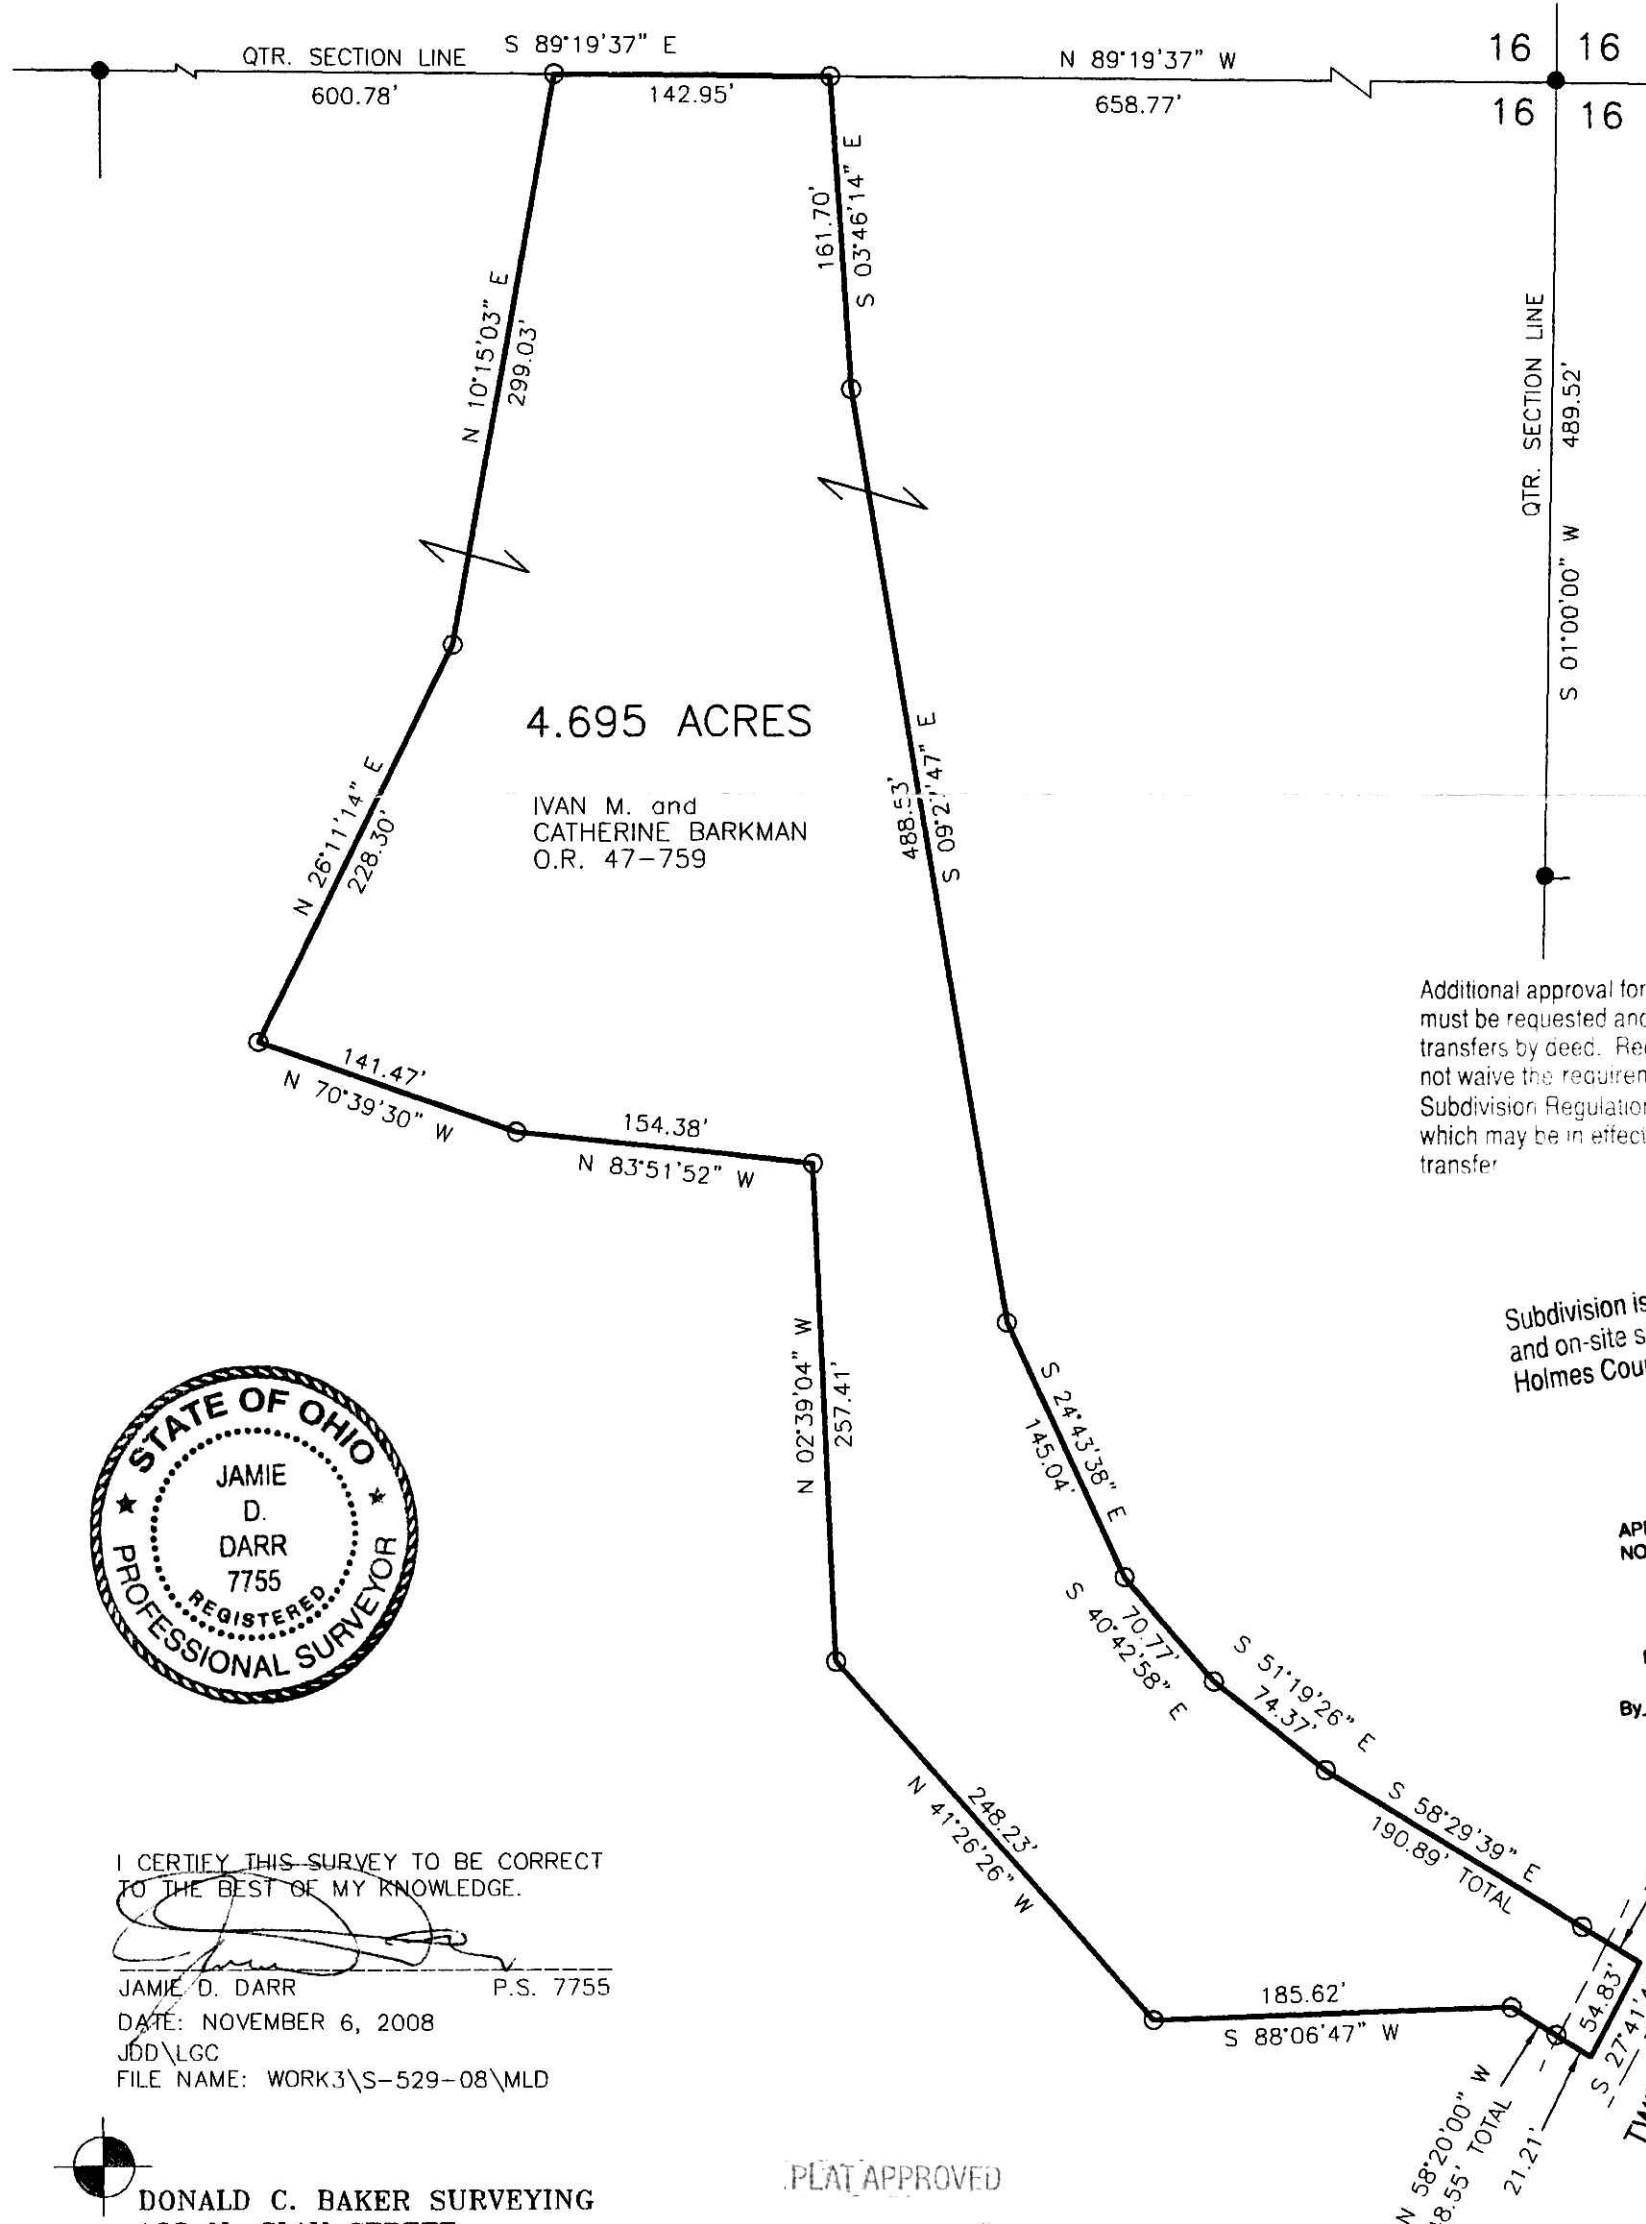 QTR. SECTION LINE
600.78'
S 89°19'37" E
142.95'
N 89°19'37" W
658.77'
16 16
16 16
161.70'
S 03°46'14" E
N 10°15'03" E
299.03'
QTR. SECTION LINE
489.52'
S 01°00'00" W
4.695 ACRES
IVAN M. and
CATHERINE BARKMAN
O.R. 47-759
488.53'
N 26°11'14" E
228.30'
Additional approval for
must be requested and
transfers by deed.
not waive the
Subdivision
which may be in
transfer
141.47'
N 70°39'30" W
154.38'
N 83°51'52" W
N 02°39'04" W
257.41'
Subdivision is
and on-site s
Holmes
S 24°43'38" E
145.04'
70.77'
S 40°42'58" E
S 51°19'26" E
74.37'
S 58°29'39" E
190.89' TOTAL
NO
By
STATE OF OHIO
JAMIE
D.
DARR
7755
REGISTERED
PROFESSIONAL SURVEYOR
248.23'
N 41°26'26" W
185.62'
S 88°06'47" W
54.83'
S 27°41'
N 58°20'00" W
8.55' TOTAL
21.21'
I CERTIFY THIS SURVEY TO BE CORRECT
TO THE BEST OF MY KNOWLEDGE.
JAMIE D. DARR P.S. 7755
DATE: NOVEMBER 6, 2008
JDD\LGC
FILE NAME: WORK3\S-529-08\MLD
DONALD C. BAKER SURVEYING
PLAT APPROVED